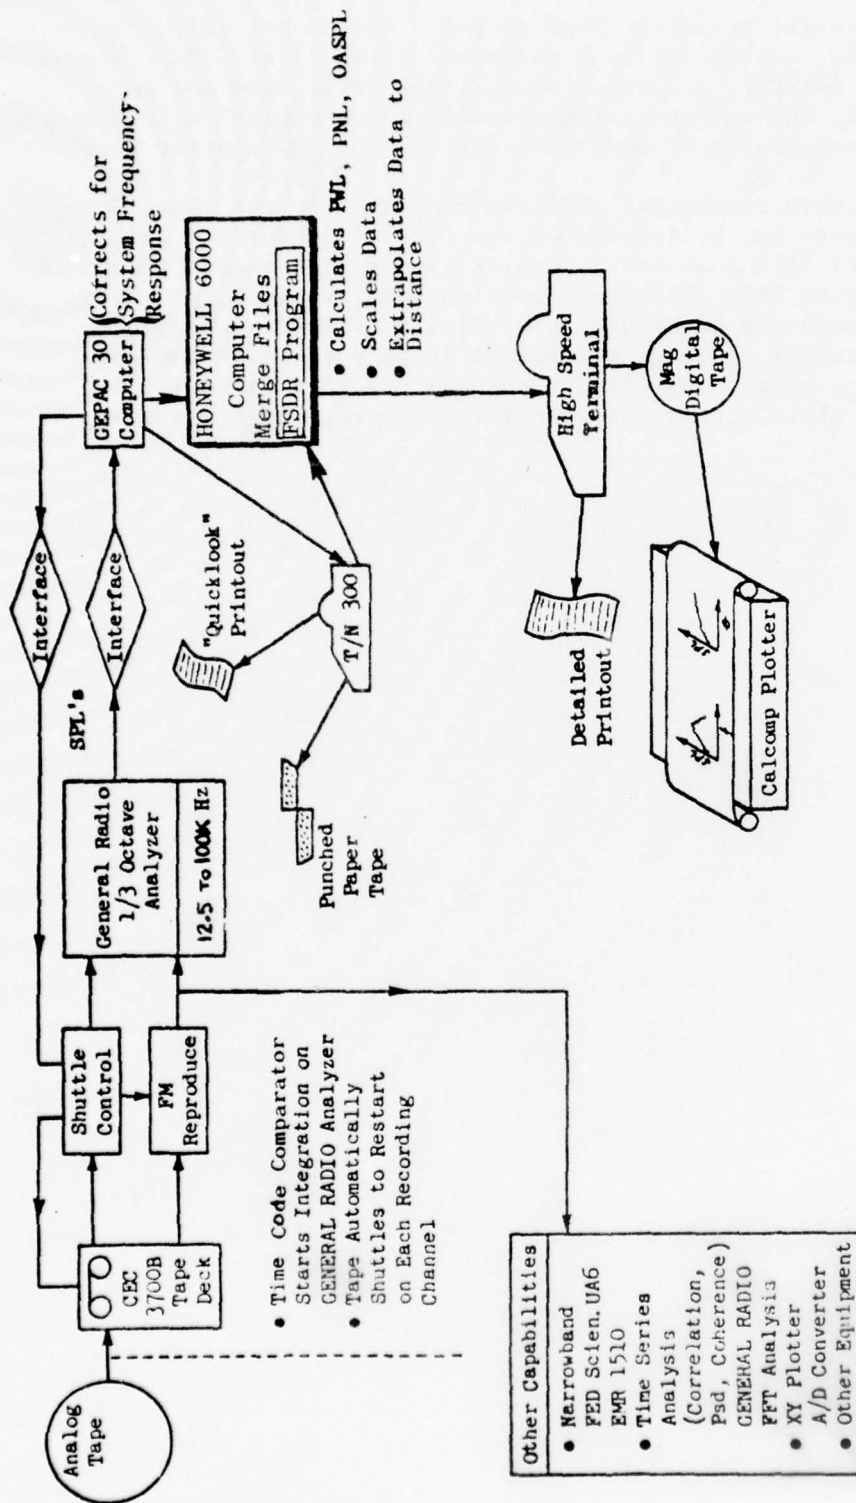 Analog
Tape
CEC
3700B
Tape
Deck
Shuttle
Control
FM
Reproduce
General Radio
1/3 Octave
Analyzer
12.5 To 100K Hz
SPL's
Interface
Interface
GEPAC 30
Computer
Corrects for
System Frequency
Response
HONEYWELL 6000
Computer
Merge Files
FSDR Program
• Calculates PWL, PNL, OASPL
• Scales Data
• Extrapolates Data to
Distance
"Quicklook"
Printout
T/N 300
Punched
Paper
Tape
• Time Code Comparator
Starts Integration on
GENERAL RADIO Analyzer
• Tape Automatically
Shuttles to Restart
on Each Recording
Channel
High Speed
Terminal
Detailed
Printout
Mag
Digital
Tape
Calcomp Plotter
Other Capabilities
• Narrowband
FED Scien. UA6
EMR 1510
• Time Series
Analysis
(Correlation,
Psd, Coherence)
GENERAL RADIO
FFT Analysis
• XY Plotter
A/D Converter
• Other Equipment